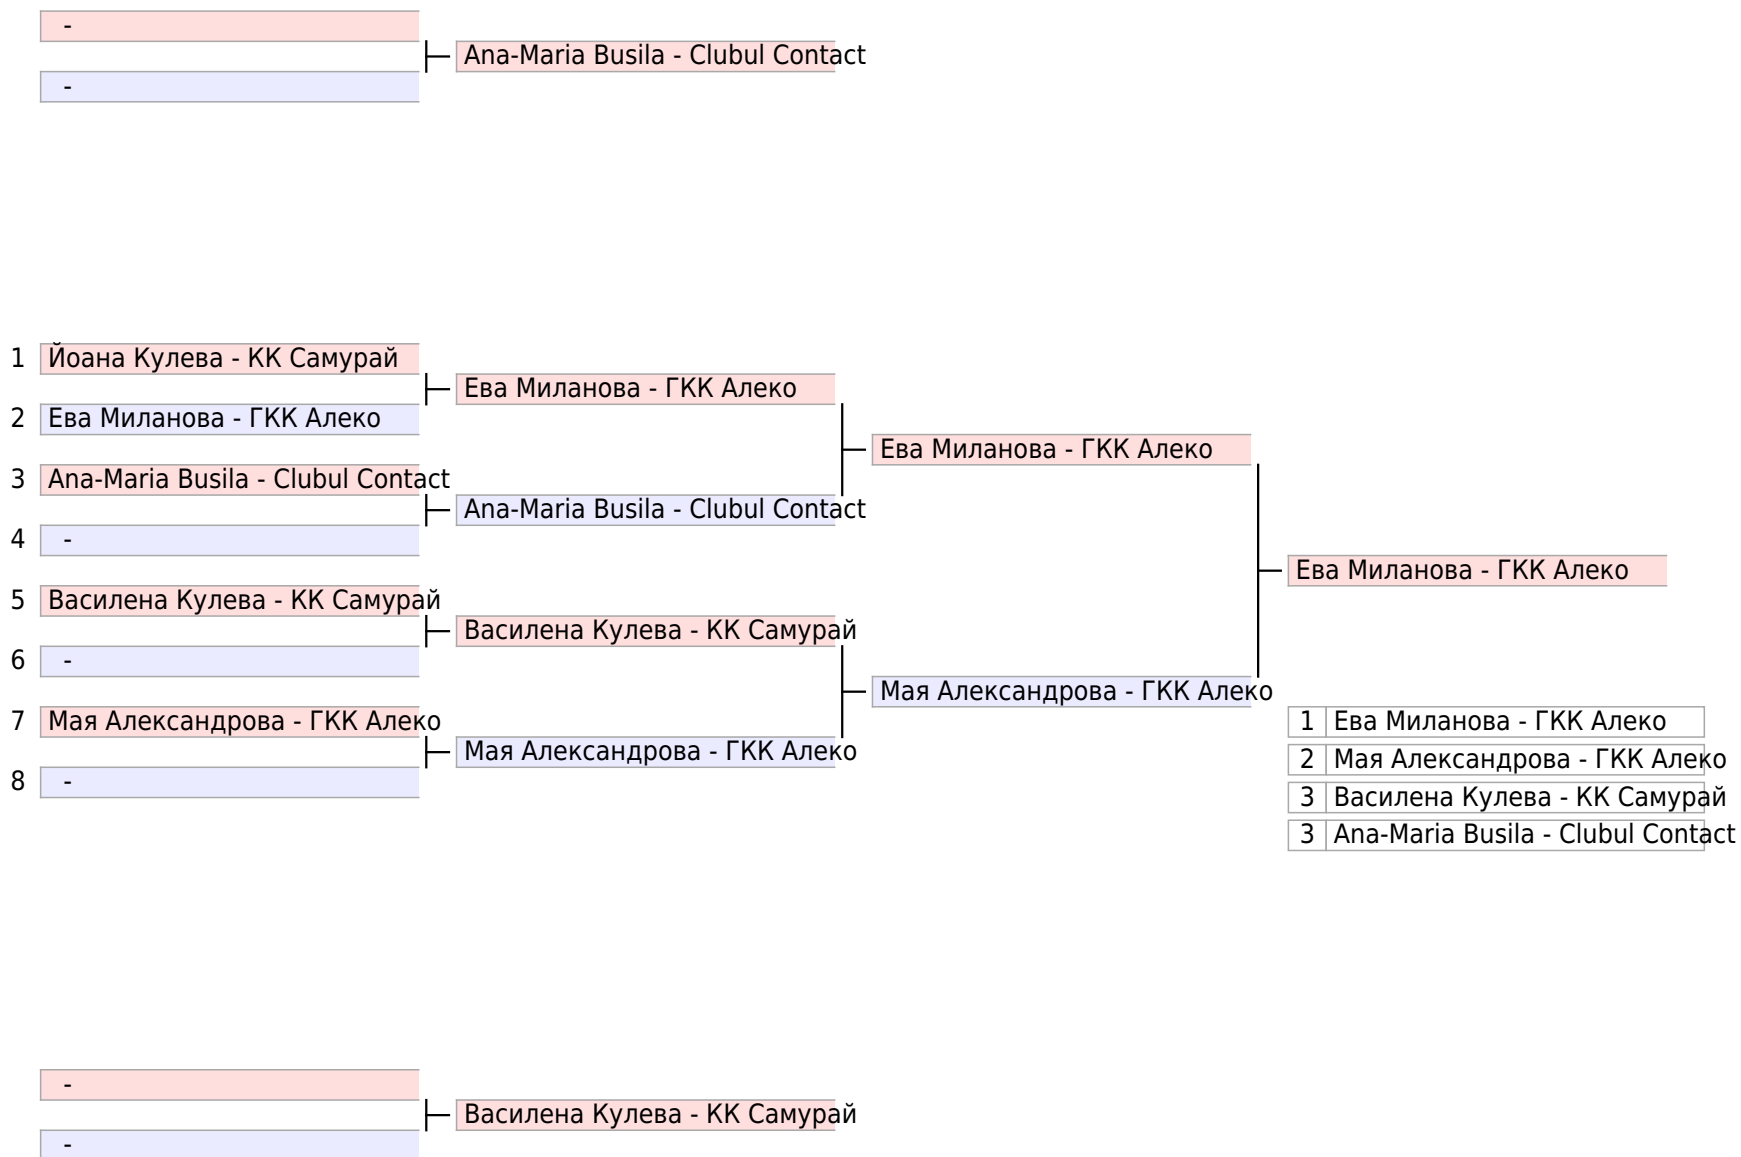 -
Ana-Maria Busila - Clubul Contact
-
1 Йоана Кулева - КК Самурай
Ева Миланова - ГКК Алеко
2 Ева Миланова - ГКК Алеко
Ева Миланова - ГКК Алеко
3 Ana-Maria Busila - Clubul Contact
Ana-Maria Busila - Clubul Contact
4 -
Ева Миланова - ГКК Алеко
5 Василена Кулева - КК Самурай
Василена Кулева - КК Самурай
6 -
Мая Александрова - ГКК Алеко
7 Мая Александрова - ГКК Алеко
Мая Александрова - ГКК Алеко
8 -
1 Ева Миланова - ГКК Алеко
2 Мая Александрова - ГКК Алеко
3 Василена Кулева - КК Самурай
3 Ana-Maria Busila - Clubul Contact
-
Василена Кулева - КК Самурай
-